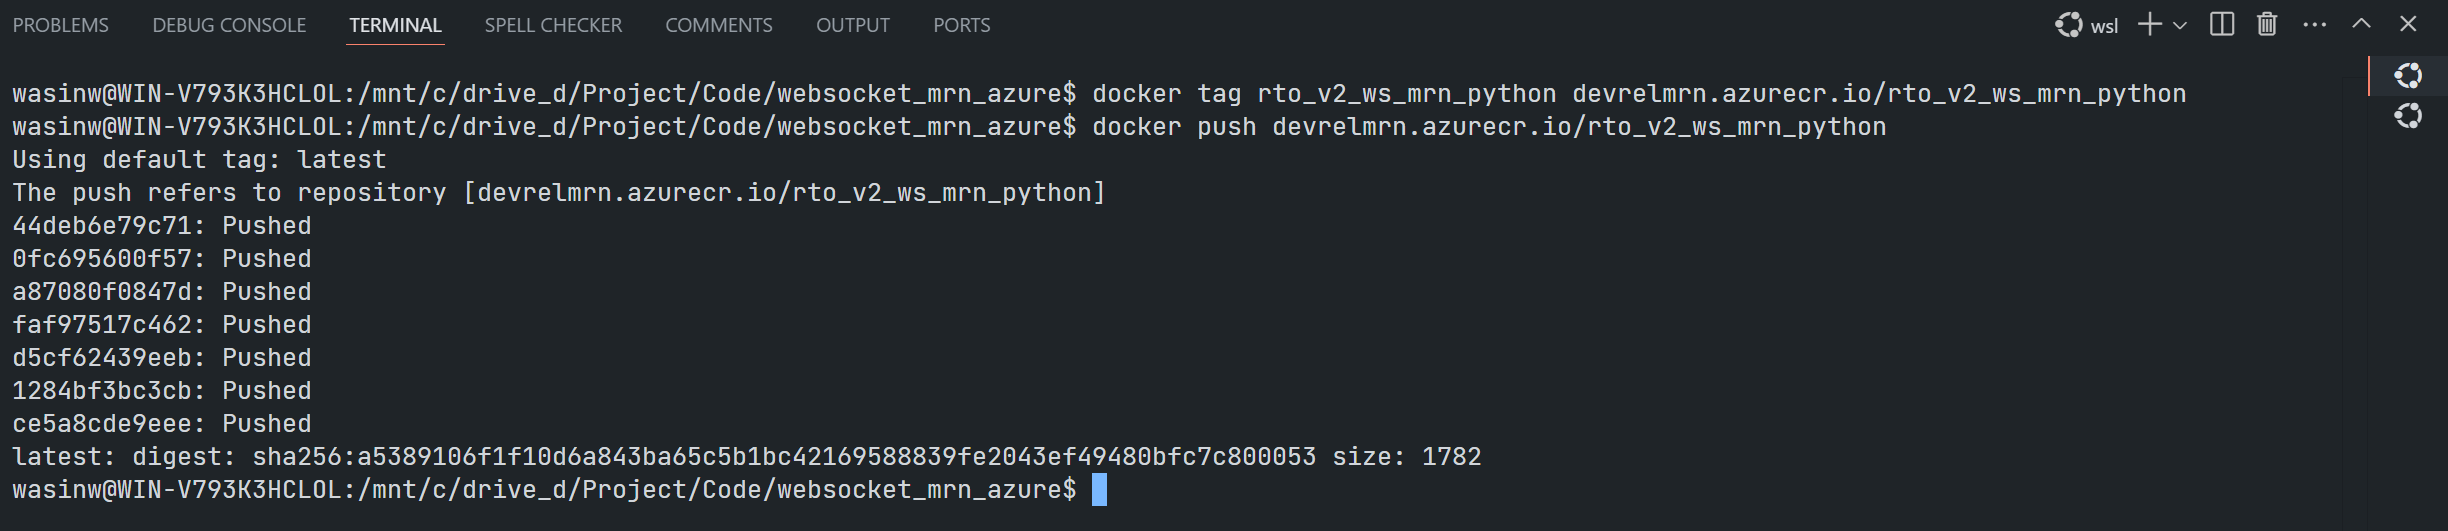 PROBLEMS DEBUG CONSOLE TERMINAL SPELL CHECKER COMMENTS OUTPUT PORTS wsl
wasinw@WIN-V793K3HCLOL:/mnt/c/drive_d/Project/Code/websocket_mrn_azure$ docker tag rto_v2_ws_mrn_python devrelmrn.azurecr.io/rto_v2_ws_mrn_python
wasinw@WIN-V793K3HCLOL:/mnt/c/drive_d/Project/Code/websocket_mrn_azure$ docker push devrelmrn.azurecr.io/rto_v2_ws_mrn_python
Using default tag: latest
The push refers to repository [devrelmrn.azurecr.io/rto_v2_ws_mrn_python]
44deb6e79c71: Pushed
0fc695600f57: Pushed
a87080f0847d: Pushed
faf97517c462: Pushed
d5cf62439eeb: Pushed
1284bf3bc3cb: Pushed
ce5a8cde9eee: Pushed
latest: digest: sha256:a5389106f1f10d6a843ba65c5b1bc42169588839fe2043ef49480bfc7c800053 size: 1782
wasinw@WIN-V793K3HCLOL:/mnt/c/drive_d/Project/Code/websocket_mrn_azure$